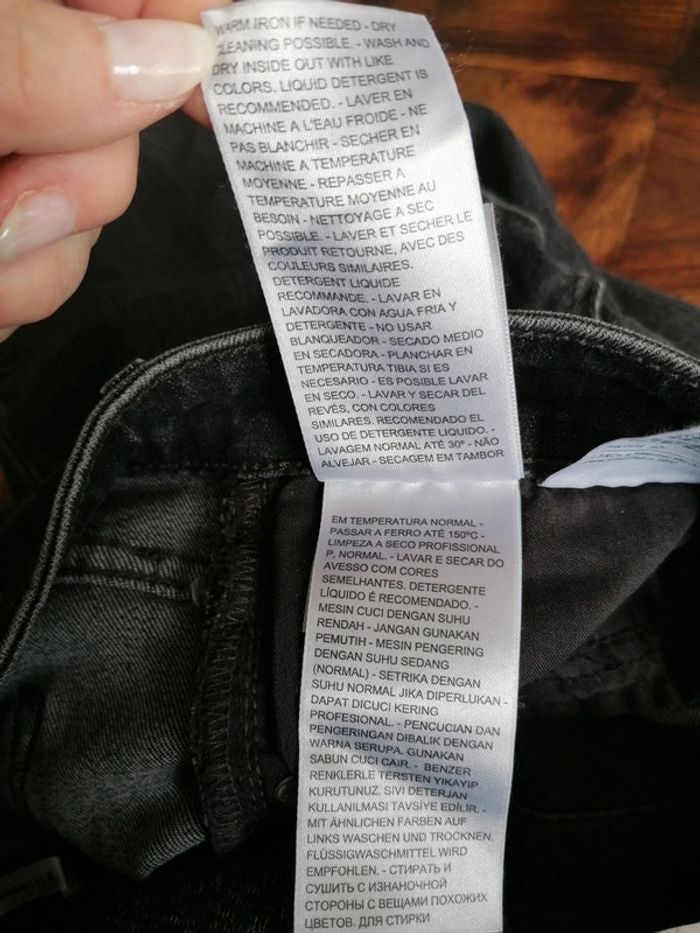 WARM IRON IF NEEDED - DRY
CLEANING POSSIBLE. - WASH AND
DRY INSIDE OUT WITH LIKE
COLORS. LIQUID DETERGENT IS
RECOMMENDED. - LAVER EN
MACHINE A L'EAU FROIDE - NE
PAS BLANCHIR - SECHER EN
MACHINE A TEMPERATURE
MOYENNE - REPASSER A
TEMPERATURE MOYENNE AU
BESOIN - NETTOYAGE A SEC
POSSIBLE. - LAVER ET SECHER LE
PRODUIT RETOURNE, AVEC DES
COULEURS SIMILAIRES.
DETERGENT LIQUIDE
RECOMMANDE. - LAVAR EN
LAVADORA CON AGUA FRIA Y
DETERGENTE - NO USAR
BLANQUEADOR - SECADO MEDIO
EN SECADORA - PLANCHAR EN
TEMPERATURA TIBIA SI ES
NECESARIO - ES POSIBLE LAVAR
EN SECO. - LAVAR Y SECAR DEL
REVÉS, CON COLORES
SIMILARES. RECOMENDADO EL
USO DE DETERGENTE LIQUIDO. -
LAVAGEM NORMAL ATÉ 30º - NÃO
ALVEJAR - SECAGEM EM TAMBOR
EM TEMPERATURA NORMAL -
PASSAR A FERRO ATÉ 150ºC -
LIMPEZA A SECO PROFISSIONAL
P, NORMAL. - LAVAR E SECAR DO
AVESSO COM CORES
SEMELHANTES. DETERGENTE
LÍQUIDO É RECOMENDADO. -
MESIN CUCI DENGAN SUHU
RENDAH - JANGAN GUNAKAN
PEMUTIH - MESIN PENGERING
DENGAN SUHU SEDANG
(NORMAL) - SETRIKA DENGAN
SUHU NORMAL JIKA DIPERLUKAN -
DAPAT DICUCI KERING
PROFESIONAL. - PENCUCIAN DAN
PENGERINGAN DIBALIK DENGAN
WARNA SERUPA. GUNAKAN
SABUN CUCI CAIR. - BENZER
RENKLERLE TERSTEN YIKAYIP
KURUTUNUZ. SIVI DETERJAN
KULLANILMASI TAVSİYE EDİLİR. -
MIT ÄHNLICHEN FARBEN AUF
LINKS WASCHEN UND TROCKNEN.
FLÜSSIGWASCHMITTEL WIRD
EMPFOHLEN. - СТИРАТЬ И
СУШИТЬ С ИЗНАНОЧНОЙ
СТОРОНЫ С ВЕЩАМИ ПОХОЖИХ
ЦВЕТОВ. ДЛЯ СТИРКИ